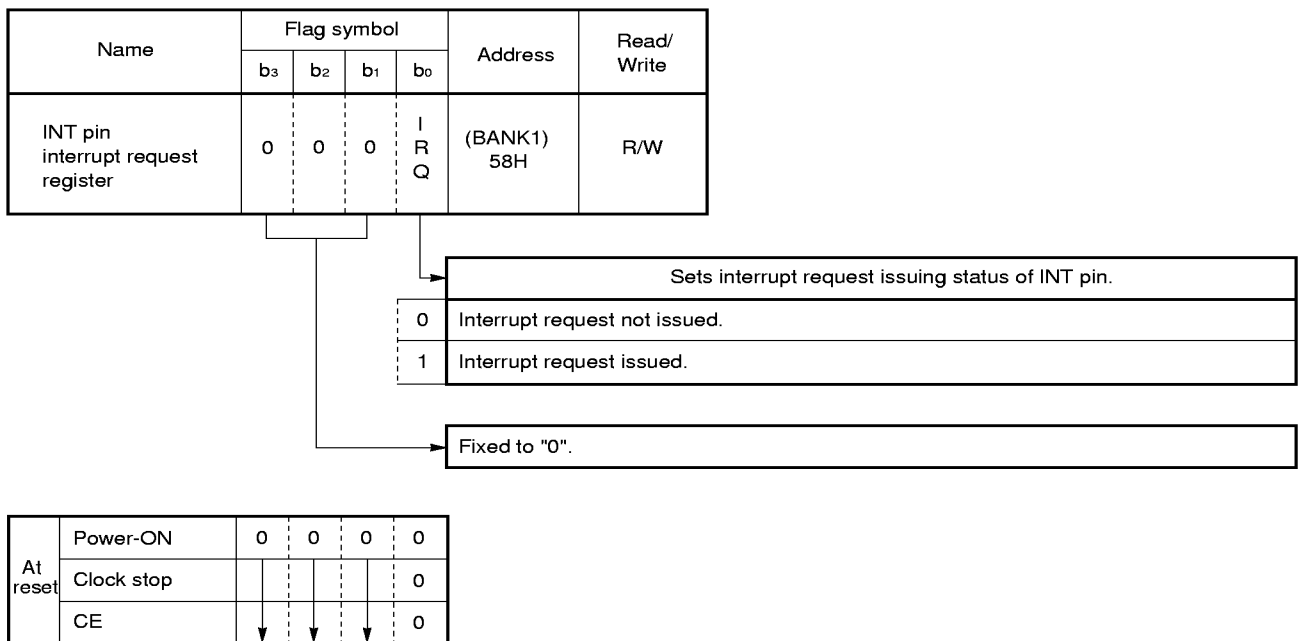 Name Flag symbol Address Read/
Write
b3 b2 b1 b0
INT pin
interrupt request
register
0 0 0 I
R
Q
(BANK1)
58H
R/W
Sets interrupt request issuing status of INT pin.
0 Interrupt request not issued.
1 Interrupt request issued.
Fixed to "0".
At
reset
Power-ON 0 0 0 0
Clock stop 0
CE 0